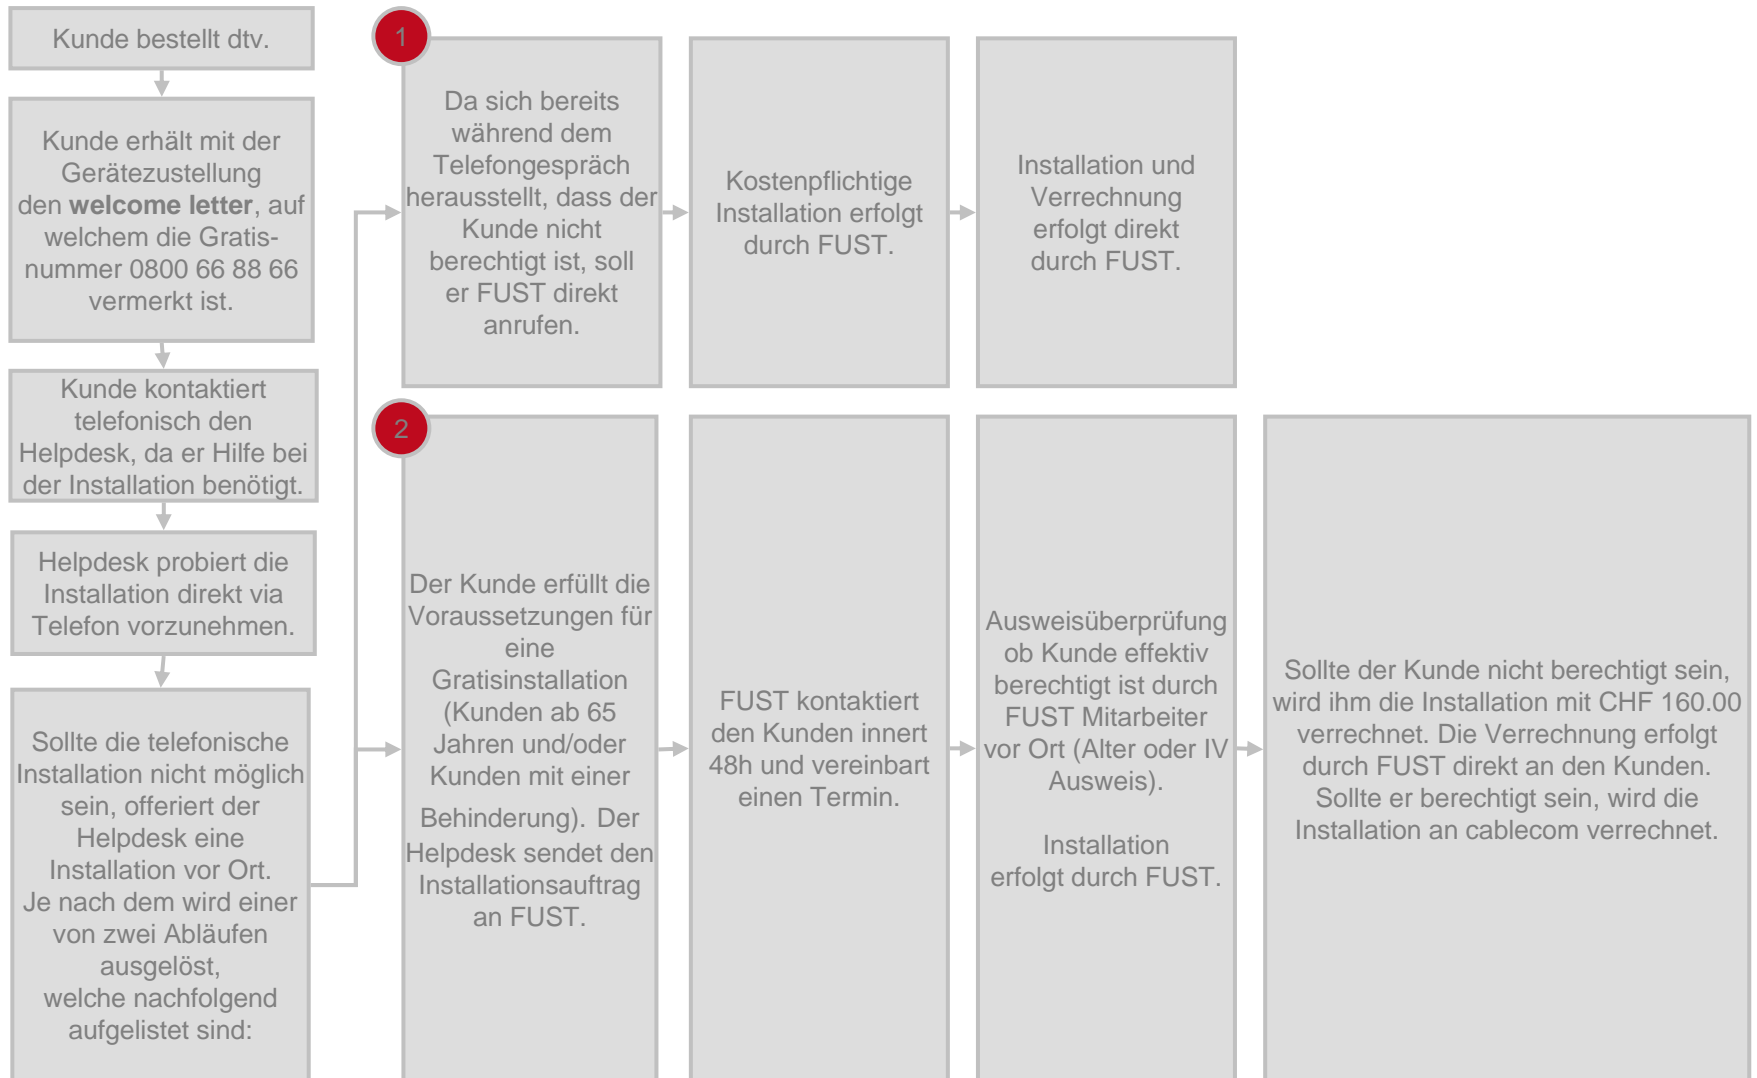 Kunde bestellt dtv.
Kunde erhält mit der
Gerätezustellung
den welcome letter, auf
welchem die Gratis-
nummer 0800 66 88 66
vermerkt ist.
Kunde kontaktiert
telefonisch den
Helpdesk, da er Hilfe bei
der Installation benötigt.
Helpdesk probiert die
Installation direkt via
Telefon vorzunehmen.
Sollte die telefonische
Installation nicht möglich
sein, offeriert der
Helpdesk eine
Installation vor Ort.
Je nach dem wird einer
von zwei Abläufen
ausgelöst,
welche nachfolgend
aufgelistet sind:
1
Da sich bereits
während dem
Telefongespräch
herausstellt, dass der
Kunde nicht
berechtigt ist, soll
er FUST direkt
anrufen.
Kostenpflichtige
Installation erfolgt
durch FUST.
Installation und
Verrechnung
erfolgt direkt
durch FUST.
2
Der Kunde erfüllt die
Voraussetzungen für
eine
Gratisinstallation
(Kunden ab 65
Jahren und/oder
Kunden mit einer
Behinderung). Der
Helpdesk sendet den
Installationsauftrag
an FUST.
FUST kontaktiert
den Kunden innert
48h und vereinbart
einen Termin.
Ausweisüberprüfung
ob Kunde effektiv
berechtigt ist durch
FUST Mitarbeiter
vor Ort (Alter oder IV
Ausweis).
Installation
erfolgt durch FUST.
Sollte der Kunde nicht berechtigt sein,
wird ihm die Installation mit CHF 160.00
verrechnet. Die Verrechnung erfolgt
durch FUST direkt an den Kunden.
Sollte er berechtigt sein, wird die
Installation an cablecom verrechnet.